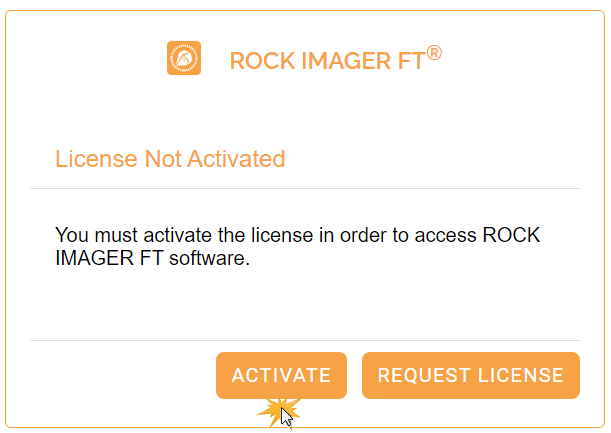 ROCK IMAGER FT®
License Not Activated
You must activate the license in order to access ROCK
IMAGER FT software.
ACTIVATE
REQUEST LICENSE